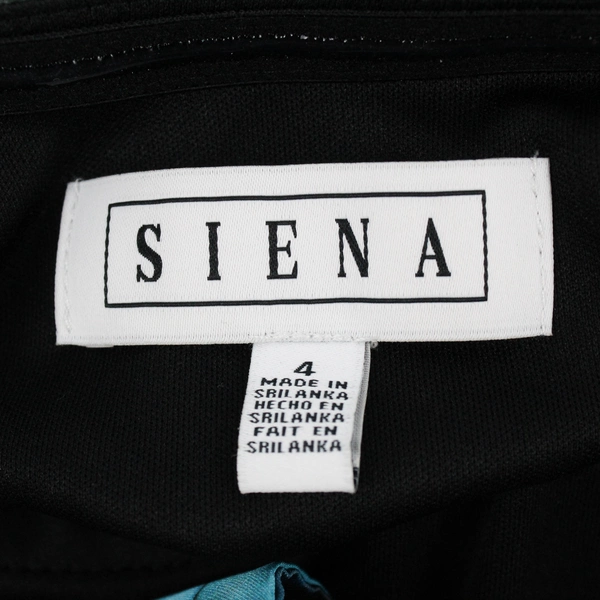 SIENA
4
MADE IN
SRILANKA
HECHO EN
SRILANKA
FAIT EN
SRILANKA